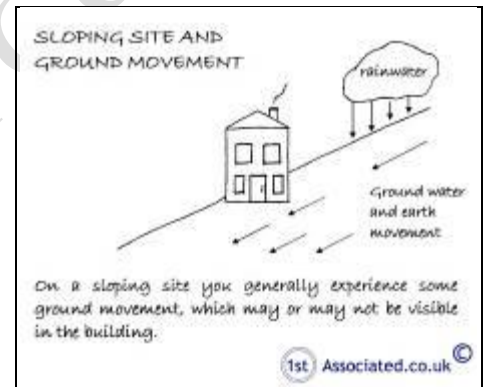 SLOPING SITE AND
GROUND MOVEMENT
rainwater
Ground water
and earth
movement
On a sloping site you generally experience some
ground movement, which may or may not be visible
in the building.
1st Associated.co.uk ©